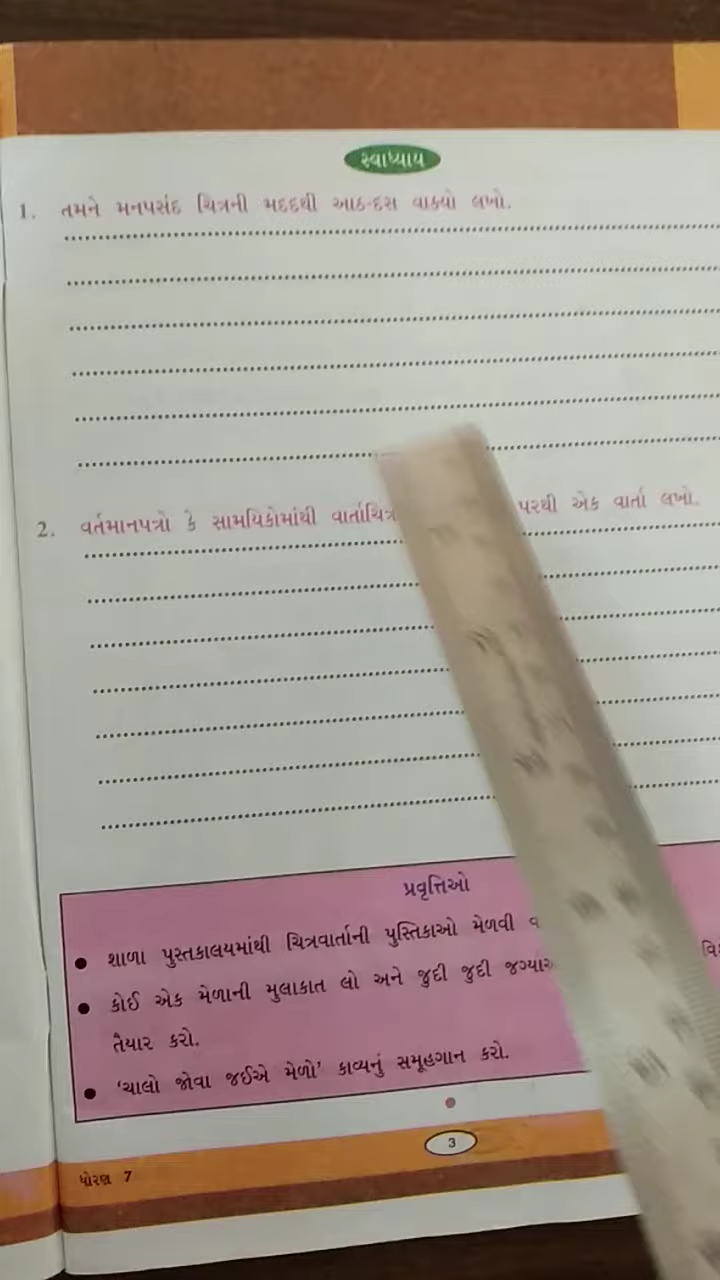 સ્વાધ્યાય
1. તમને મનપસંદ ચિત્રની મદદથી આઠ-દસ વાક્યો લખો.
2. વર્તમાનપત્રો કે સામયિકોમાંથી વાર્તાચિત્ર પરથી એક વાર્તા લખો.
પ્રવૃત્તિઓ
• શાળા પુસ્તકાલયમાંથી ચિત્રવાર્તાની પુસ્તિકાઓ મેળવી
• કોઈ એક મેળાની મુલાકાત લો અને જુદી જુદી
તૈયાર કરો.
• ‘ચાલો જોવા જઈએ મેળો’ કાવ્યનું સમૂહગાન કરો.
ધોરણ 7
3